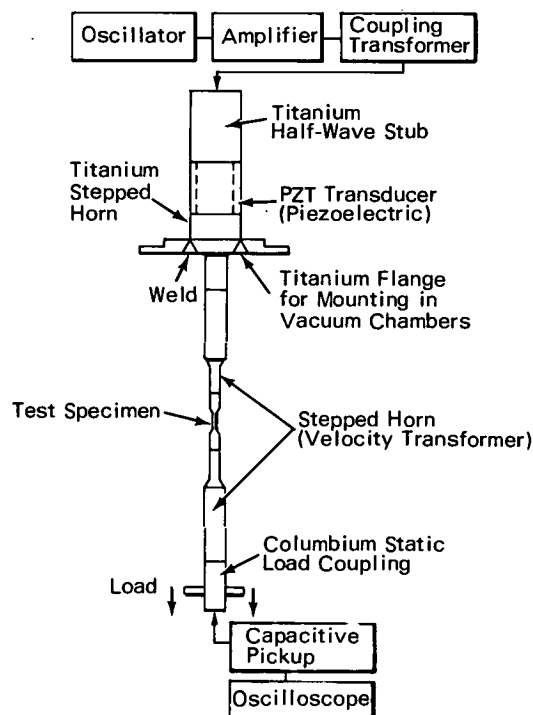 Oscillator
Amplifier
Coupling
Transformer
Titanium
Half-Wave Stub
Titanium
Stepped
Horn
PZT Transducer
(Piezoelectric)
Weld
Titanium Flange
for Mounting in
Vacuum Chambers
Test Specimen
Stepped Horn
(Velocity Transformer)
Columbium Static
Load Coupling
Load
Capacitive
Pickup
Oscilloscope